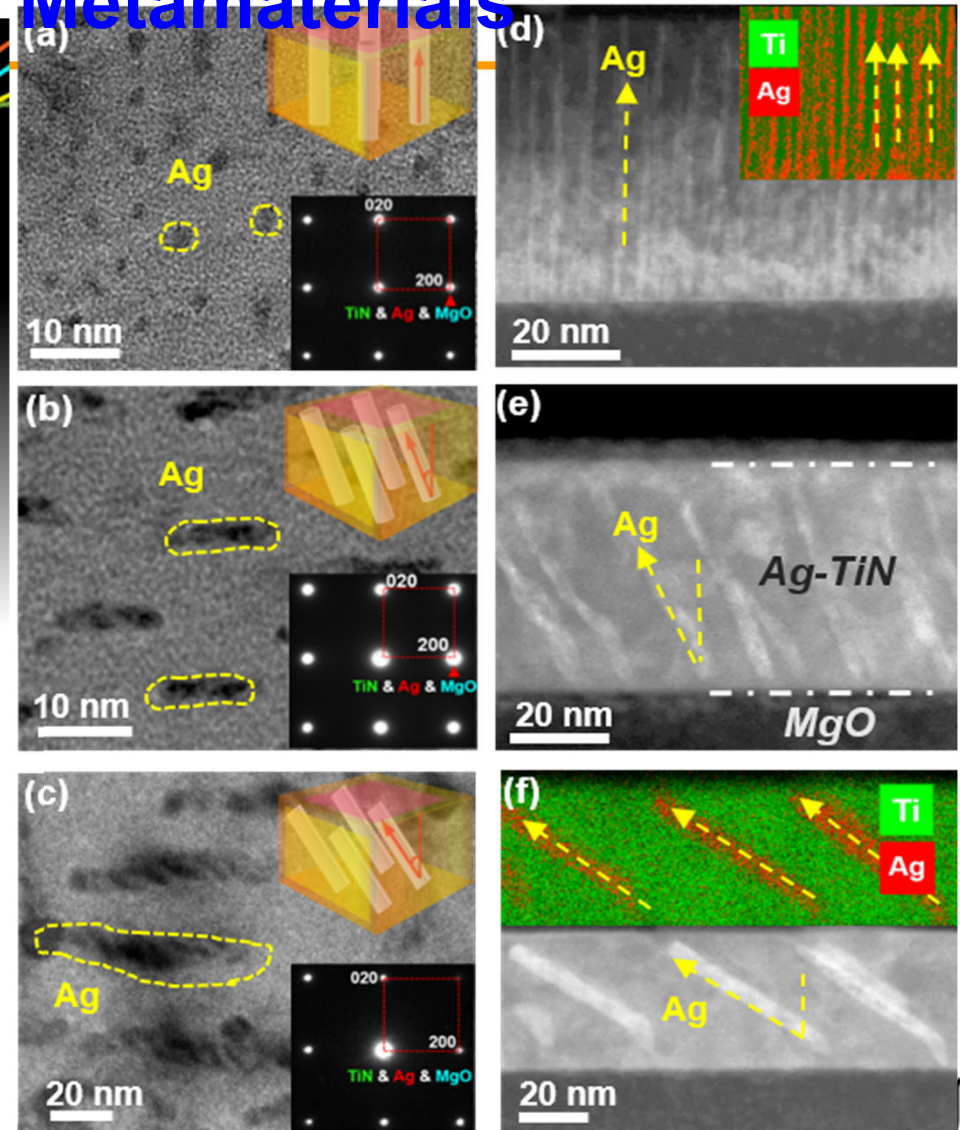 Metamaterials
(a)
Ag
020
200
TiN & Ag & MgO
10 nm
(d)
Ag
Ti
Ag
20 nm
(b)
Ag
020
200
TiN & Ag & MgO
10 nm
(e)
Ag
Ag-TiN
20 nm
MgO
(c)
Ag
020
200
TiN & Ag & MgO
20 nm
(f)
Ti
Ag
Ag
20 nm